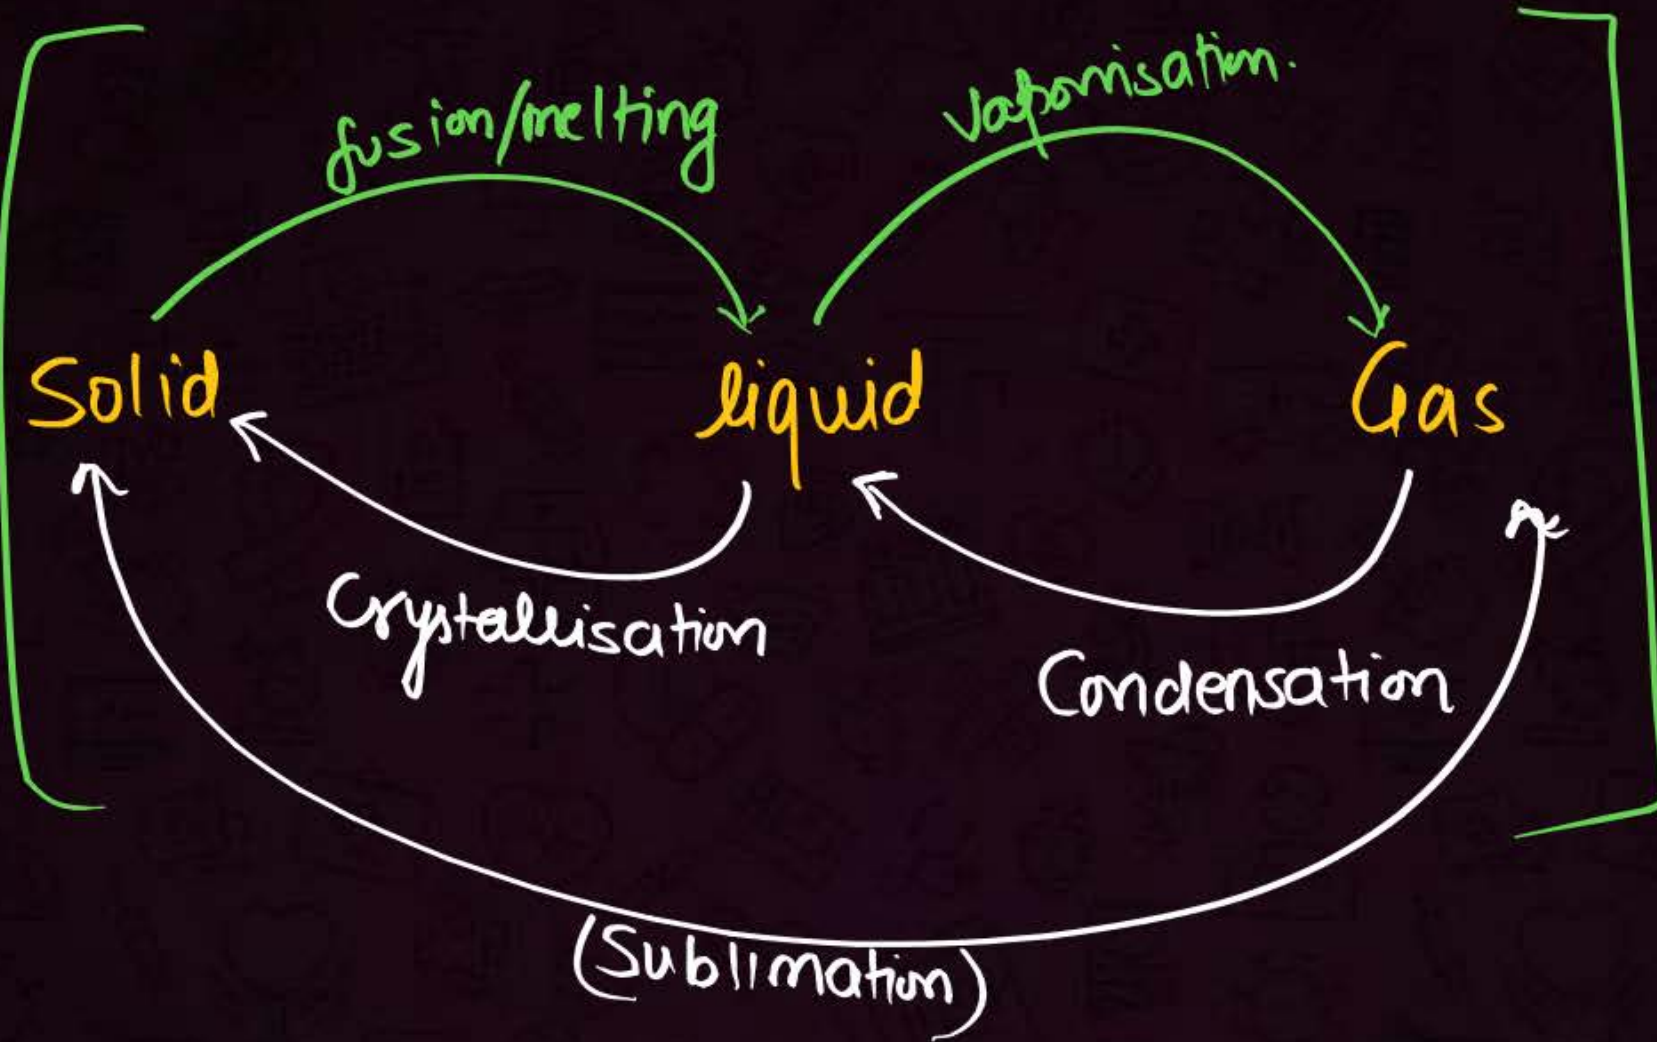 fusion/melting
vaporisation.
Solid
liquid
Gas
Crystallisation
Condensation
(Sublimation)